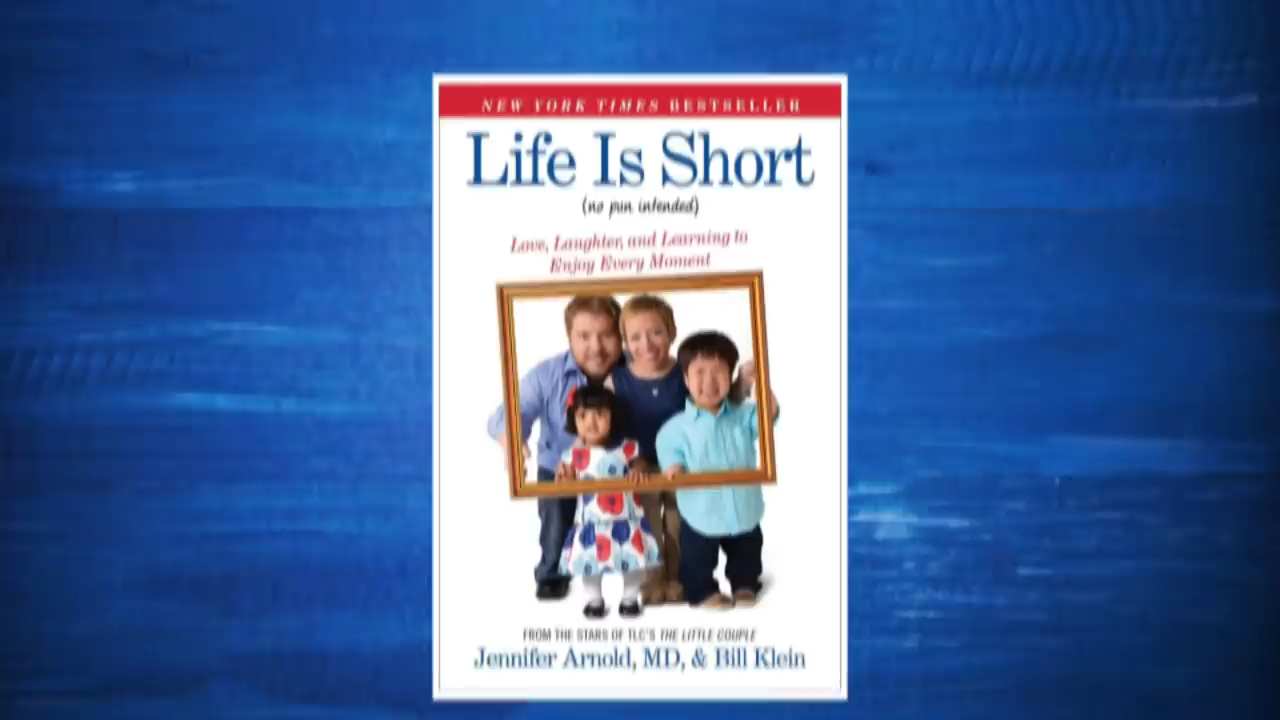 NEW YORK TIMES BESTSELLER
Life Is Short
(no pun intended)
Love, Laughter, and Learning to
Enjoy Every Moment
FROM THE STARS OF TLC'S THE LITTLE COUPLE
Jennifer Arnold, MD, & Bill Klein